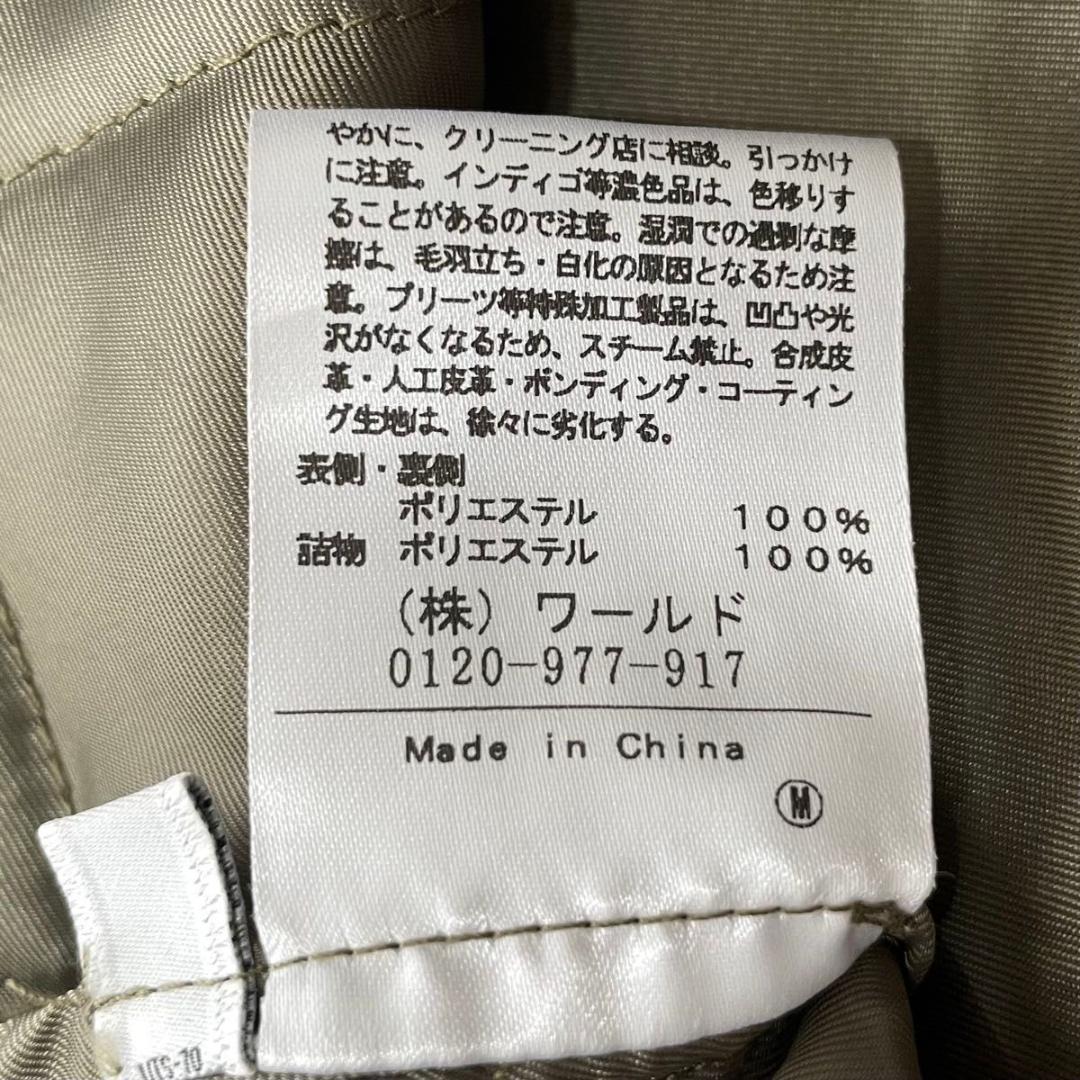 やかに、クリーニング店に相談。引っかけ
に注意。インディゴ等濃色品は、色移りす
ることがあるので注意。湿潤での過剰な摩
擦は、毛羽立ち・白化の原因となるため注
意。プリーツ等特殊加工製品は、凹凸や光
沢がなくなるため、スチーム禁止。合成皮
革・人工皮革・ボンディング・コーティン
グ生地は、徐々に劣化する。
表側・裏側
ポリエステル 100%
詰物 ポリエステル 100%
(株) ワールド
0120-977-917
Made in China
M